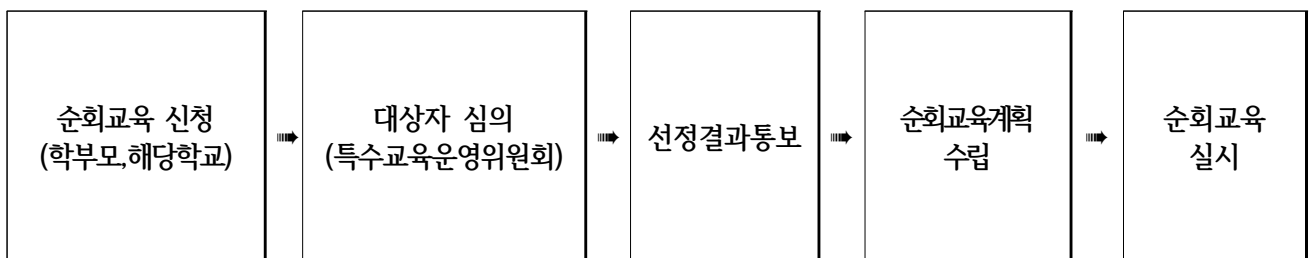 순회교육 신청
(학부모,해당학교)
대상자 심의
(특수교육운영위원회)
선정결과통보
순회교육계획
수립
순회교육
실시